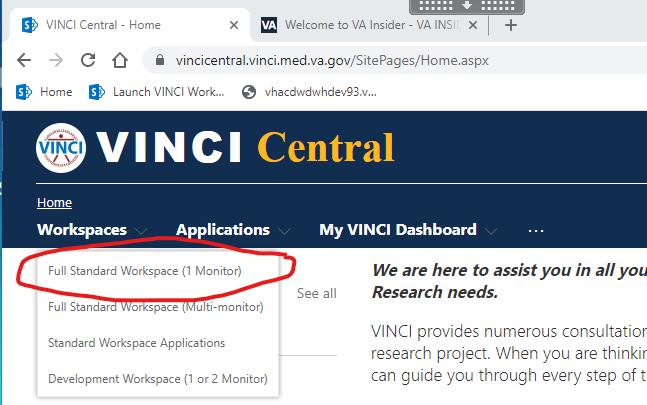 VINCI Central - Home
Welcome to VA Insider - VA INSI
vincicentral.vinci.med.va.gov/SitePages/Home.aspx
Home
Launch VINCI Work...
vhacdwdwhdev93.v...
VINCI
VINCI Central
Home
Workspaces
Applications
My VINCI Dashboard
...
Full Standard Workspace (1 Monitor)
Full Standard Workspace (Multi-monitor)
Standard Workspace Applications
Development Workspace (1 or 2 Monitor)
See all
We are here to assist you in all you
Research needs.
VINCI provides numerous consultation
research project. When you are thinkin
can guide you through every step of t